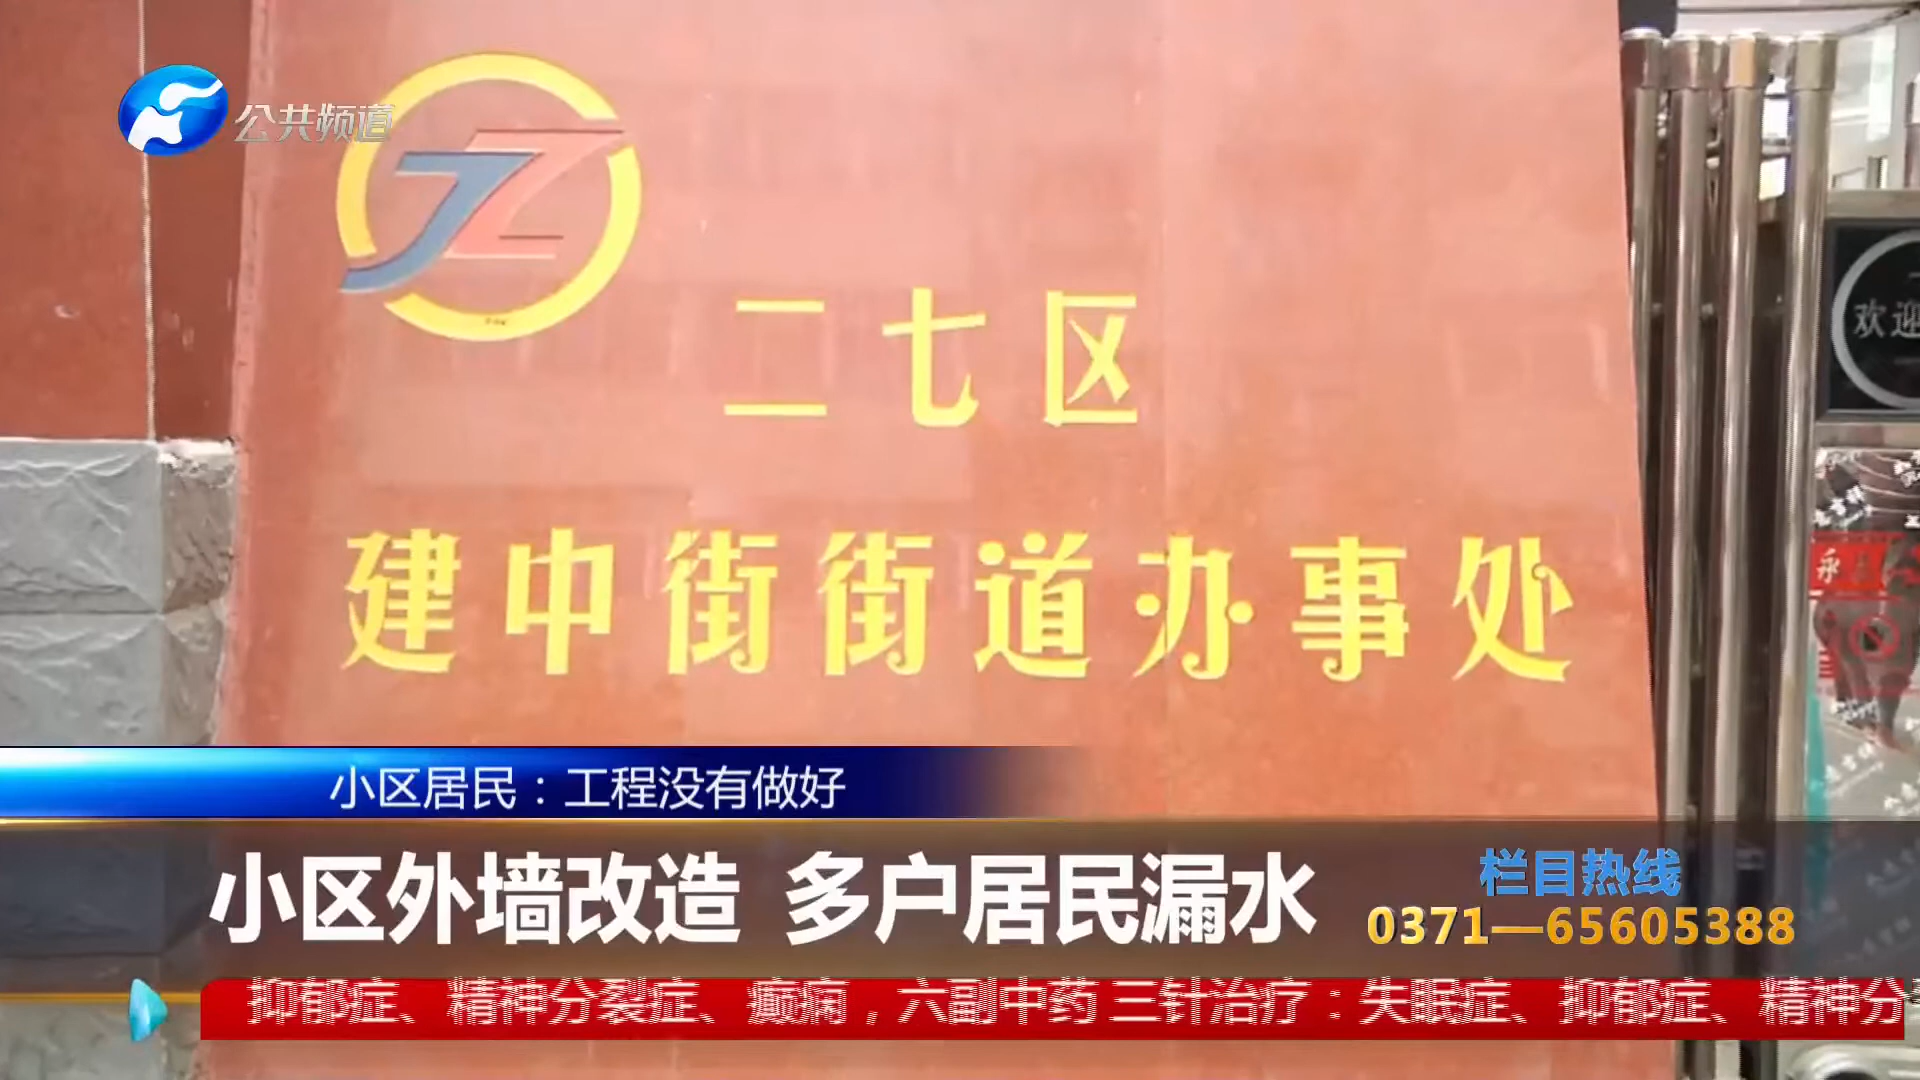 公共频道
JZ
二七区
建中街街道办事处
欢迎
永
小区居民：工程没有做好
小区外墙改造 多户居民漏水
栏目热线
0371—65605388
抑郁症、精神分裂症、癫痫，六副中药 三针治疗：失眠症、抑郁症、精神分